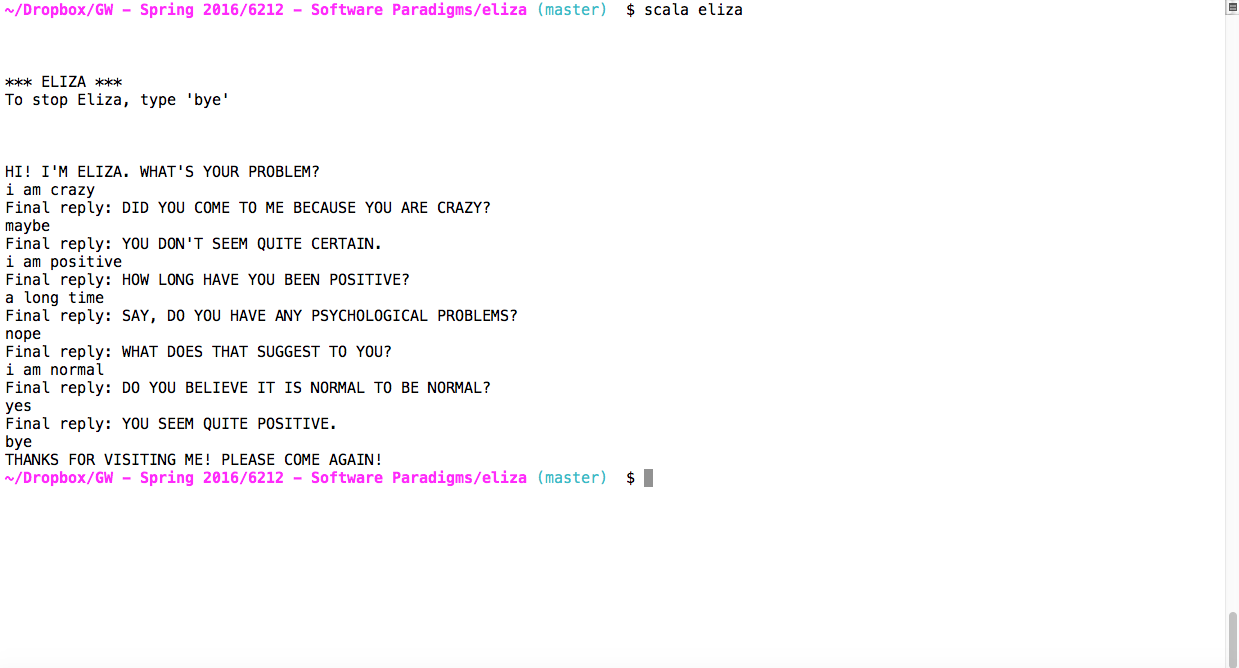 ~/Dropbox/GW – Spring 2016/6212 – Software Paradigms/eliza (master)  $ scala eliza
*** ELIZA ***
To stop Eliza, type 'bye'
HI! I'M ELIZA. WHAT'S YOUR PROBLEM?
i am crazy
Final reply: DID YOU COME TO ME BECAUSE YOU ARE CRAZY?
maybe
Final reply: YOU DON'T SEEM QUITE CERTAIN.
i am positive
Final reply: HOW LONG HAVE YOU BEEN POSITIVE?
a long time
Final reply: SAY, DO YOU HAVE ANY PSYCHOLOGICAL PROBLEMS?
nope
Final reply: WHAT DOES THAT SUGGEST TO YOU?
i am normal
Final reply: DO YOU BELIEVE IT IS NORMAL TO BE NORMAL?
yes
Final reply: YOU SEEM QUITE POSITIVE.
bye
THANKS FOR VISITING ME! PLEASE COME AGAIN!
~/Dropbox/GW – Spring 2016/6212 – Software Paradigms/eliza (master)  $